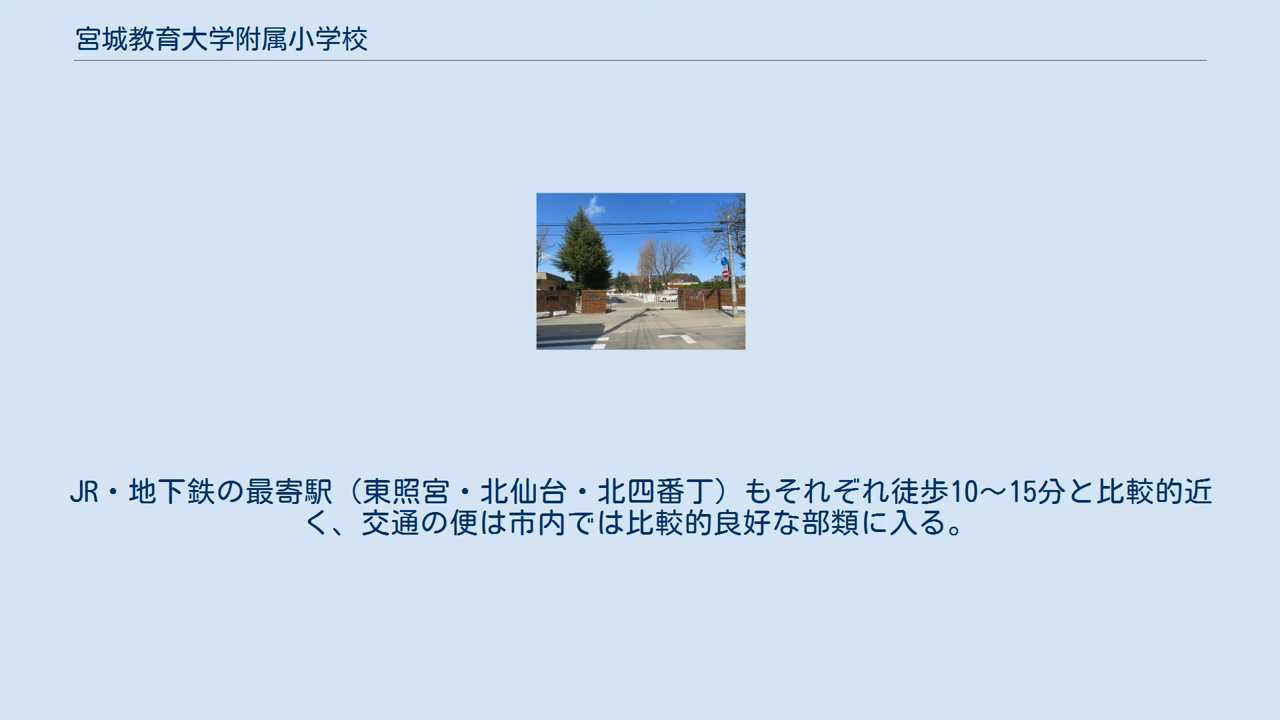 宮城教育大学附属小学校
JR・地下鉄の最寄駅（東照宮・北仙台・北四番丁）もそれぞれ徒歩10〜15分と比較的近
く、交通の便は市内では比較的良好な部類に入る。